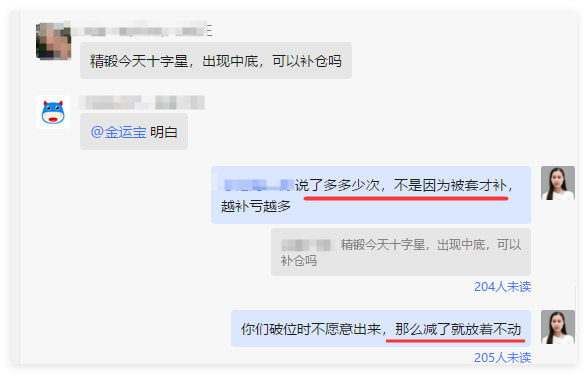 精锻今天十字星，出现中底，可以补仓吗
@金运宝 明白
说了多多少次，不是因为被套才补，
越补亏越多
精锻今天十字星，出现中底，可以
补仓吗
204人未读
你们破位时不愿意出来，那么减了就放着不动
205人未读